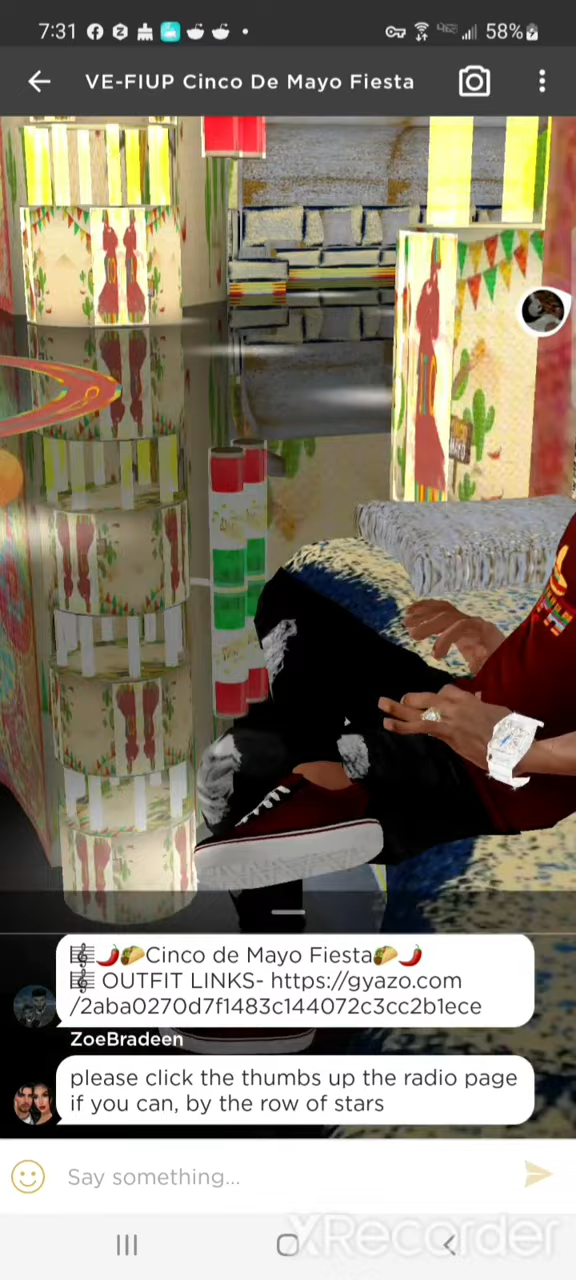 7:31
58%
VE-FIUP Cinco De Mayo Fiesta
🎼🌶️🌮Cinco de Mayo Fiesta🌮🌶️
🎼 OUTFIT LINKS- https://gyazo.com
/2aba0270d7f1483c144072c3cc2b1ece
ZoeBradeen
please click the thumbs up the radio page
if you can, by the row of stars
Say something...
XRecorder